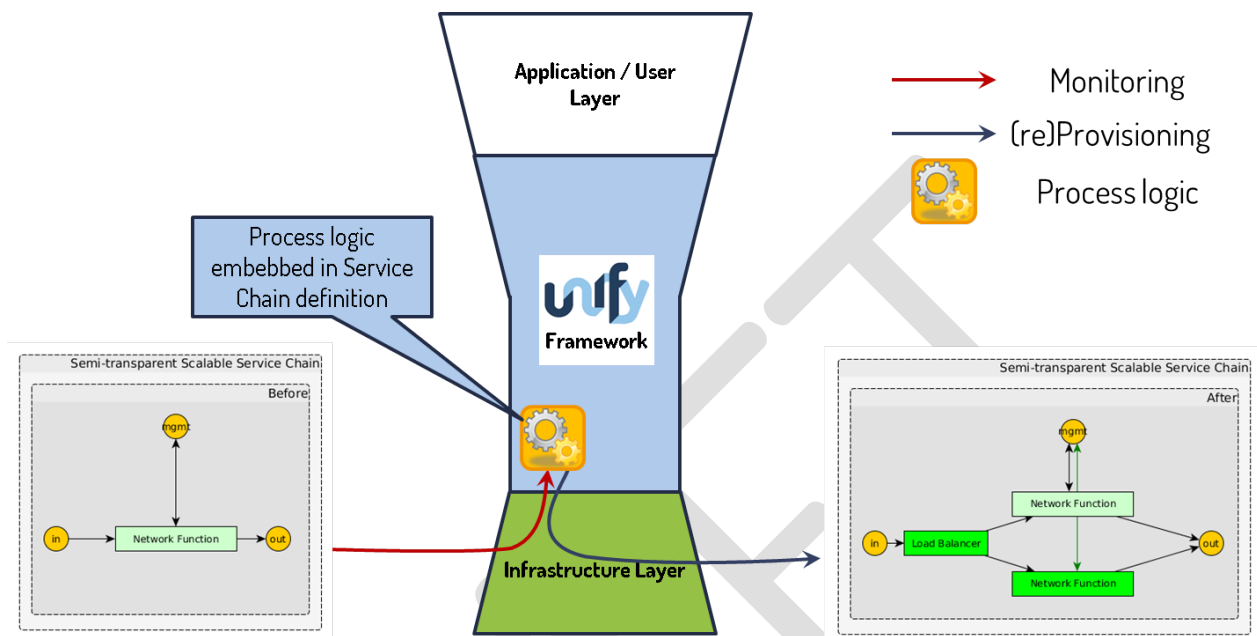 Application / User
Layer
Monitoring
(re)Provisioning
Process logic
Process logic
embebbed in Service
Chain definition
unify
Framework
Semi-transparent Scalable Service Chain
Before
mgmt
in
Network Function
out
Infrastructure Layer
Semi-transparent Scalable Service Chain
After
mgmt
Network Function
in
Load Balancer
out
Network Function